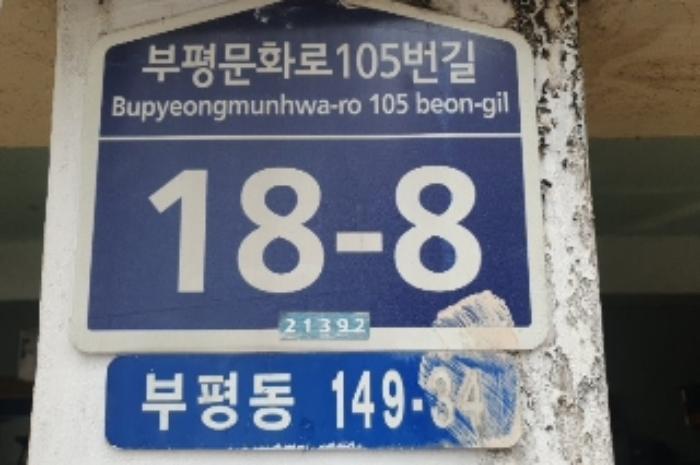 부평문화로105번길
Bupyeongmunhwa-ro 105 beon-gil
18-8
21392
부평동 149-34